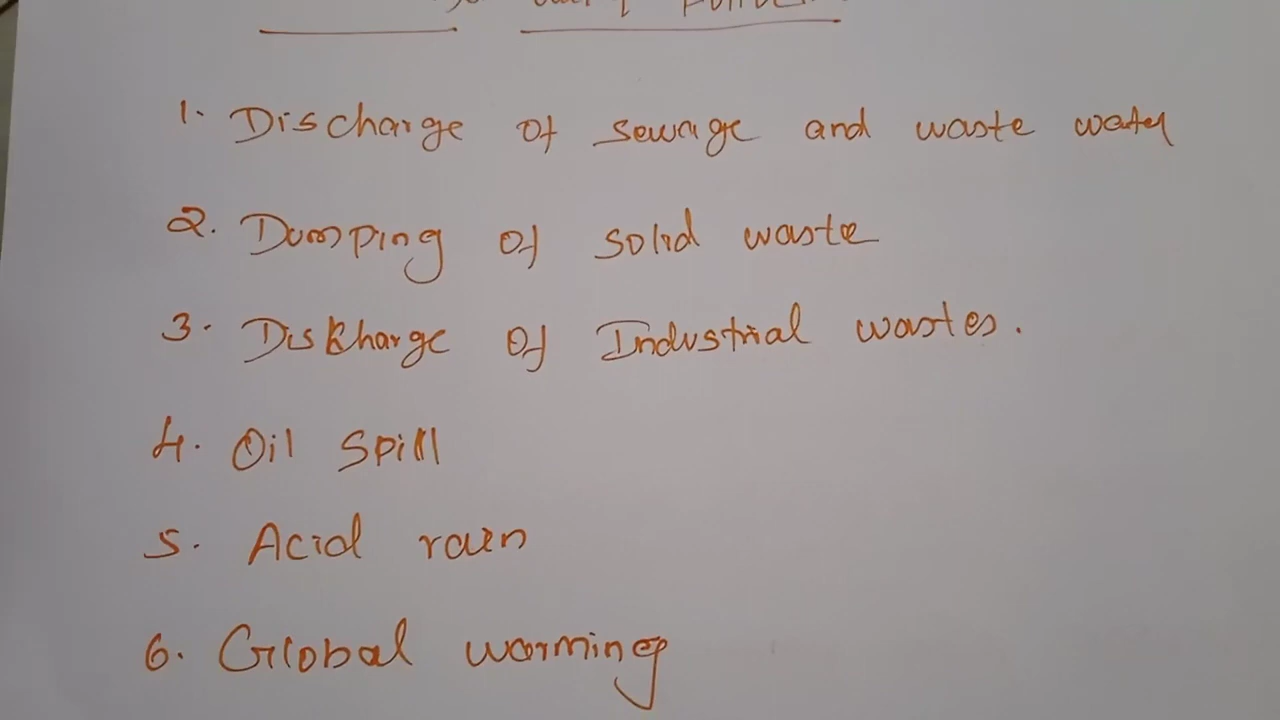 1. Discharge of sewage and waste water
2. Dumping of solid waste
3. Discharge of Industrial wastes.
4. Oil spill
5. Acid rain
6. Global warming